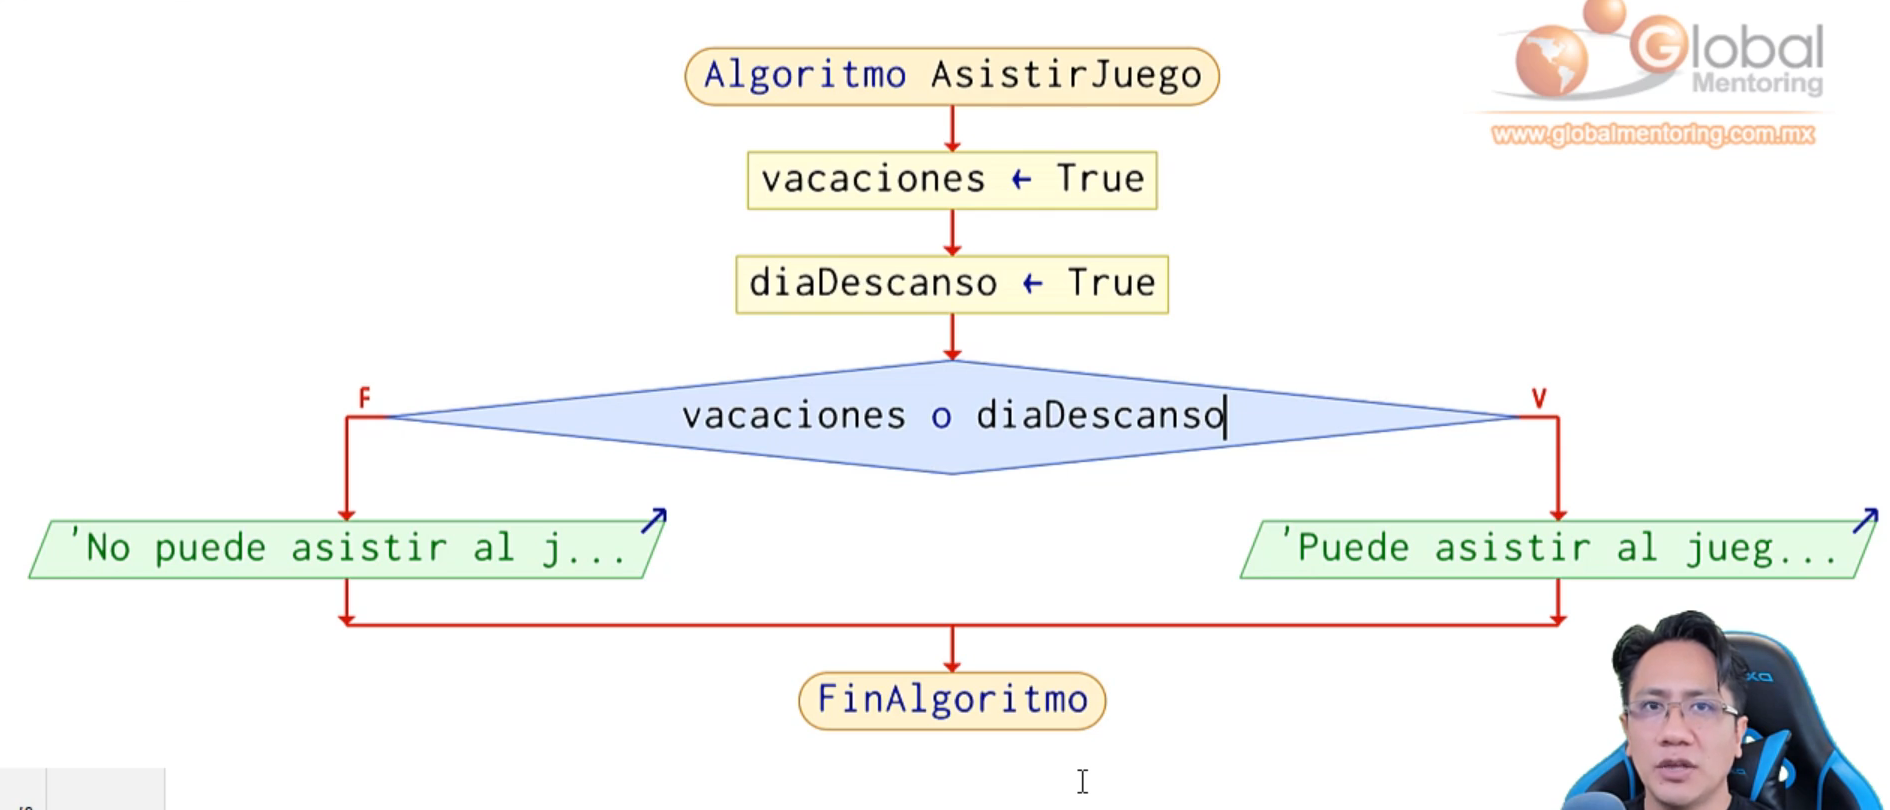 Global
Mentoring
www.globalmentoring.com.mx
Algoritmo AsistirJuego
vacaciones ← True
diaDescanso ← True
F
vacaciones o diaDescanso
V
'No puede asistir al j...
'Puede asistir al jueg...
FinAlgoritmo